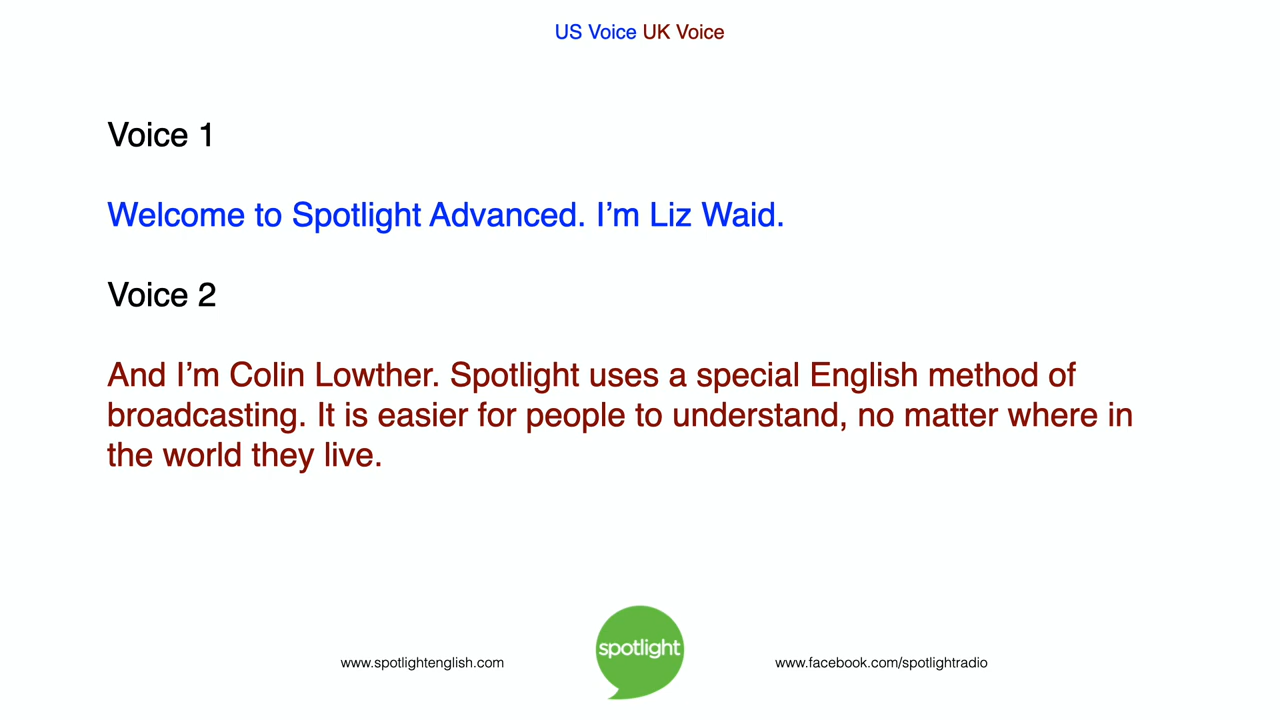 US Voice UK Voice
Voice 1
Welcome to Spotlight Advanced. I’m Liz Waid.
Voice 2
And I’m Colin Lowther. Spotlight uses a special English method of
broadcasting. It is easier for people to understand, no matter where in
the world they live.
spotlight
www.spotlightenglish.com
www.facebook.com/spotlightradio